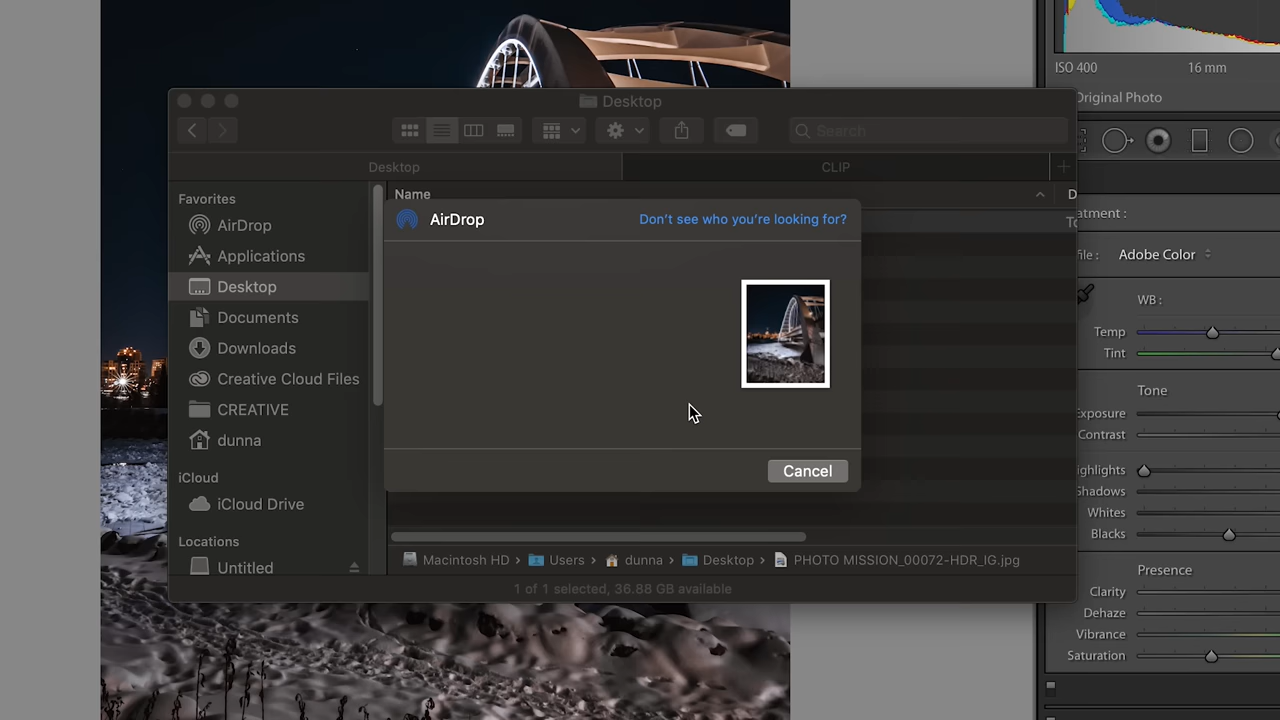 ISO 400 16 mm
Desktop
Original Photo
Search
Desktop CLIP
Favorites
Name
AirDrop
AirDrop Don't see who you're looking for?
Applications
Adobe Color
Desktop
WB :
Documents
Temp
Downloads
Tint
Creative Cloud Files
Tone
CREATIVE
Exposure
Contrast
dunna
Cancel
iCloud
Shadows
iCloud Drive
Whites
Blacks
Locations
Untitled
Macintosh HD › Users › dunna › Desktop › PHOTO MISSION_00072-HDR_IG.jpg
Presence
1 of 1 selected, 36.88 GB available
Clarity
Dehaze
Vibrance
Saturation